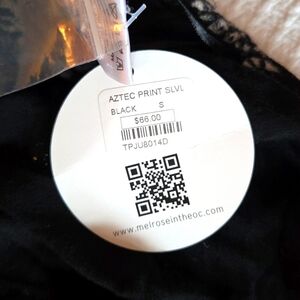 AZTEC PRINT SLVL
BLACK S
$66.00
TPJU8014D
www.melroseintheoc.com